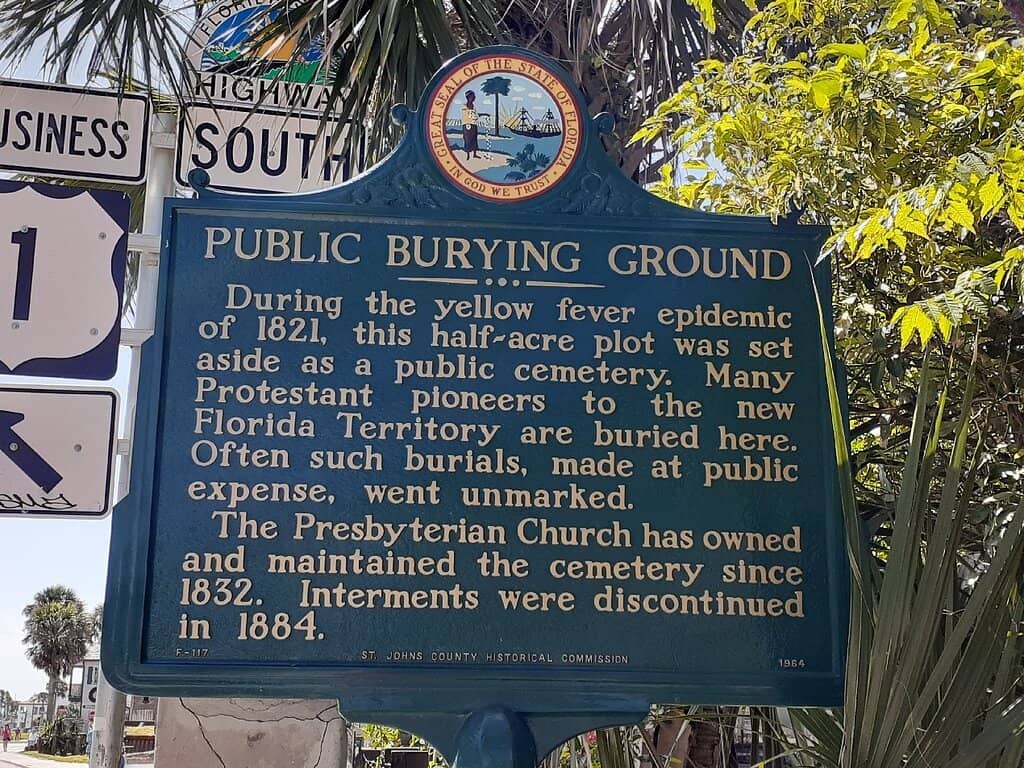 HIGHWAY
USINESS
SOUTH
1
GREAT SEAL OF THE STATE OF FLORIDA
IN GOD WE TRUST
PUBLIC BURYING GROUND
During the yellow fever epidemic
of 1821, this half-acre plot was set
aside as a public cemetery. Many
Protestant pioneers to the new
Florida Territory are buried here.
Often such burials, made at public
expense, went unmarked.
The Presbyterian Church has owned
and maintained the cemetery since
1832. Interments were discontinued
in 1884.
F-117 ST. JOHNS COUNTY HISTORICAL COMMISSION 1964